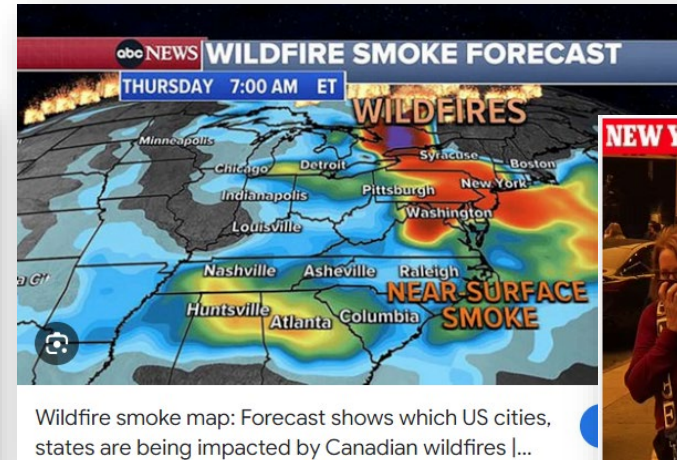 abc NEWS WILDFIRE SMOKE FORECAST
THURSDAY 7:00 AM ET
WILDFIRES
Minneapolis
Syracuse
Boston
Chicago
Detroit
Pittsburgh
New York
Indianapolis
Washington
Louisville
Nashville
Asheville
Raleigh
NEAR-SURFACE
SMOKE
Huntsville
Atlanta
Columbia
NEW Y
Wildfire smoke map: Forecast shows which US cities,
states are being impacted by Canadian wildfires |...